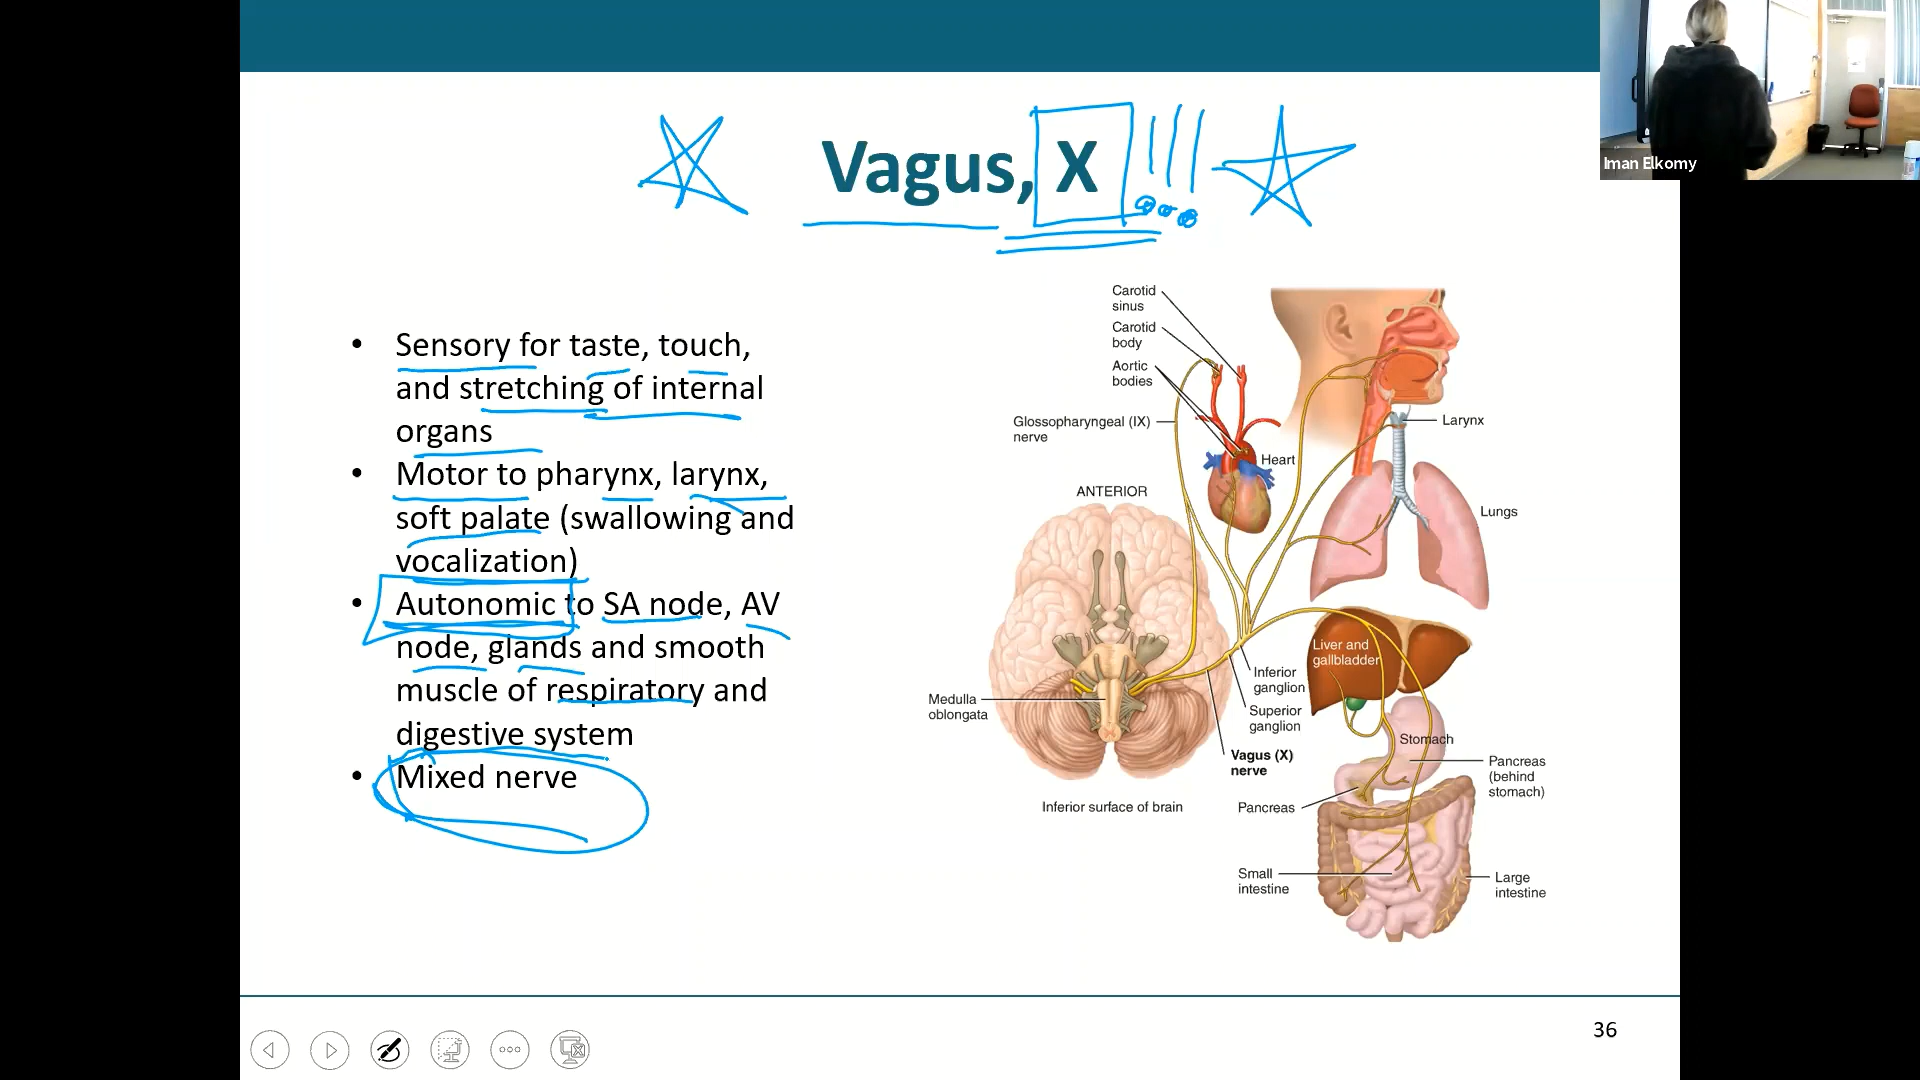 Vagus, X
Iman Elkomy
• Sensory for taste, touch,
and stretching of internal
organs
• Motor to pharynx, larynx,
soft palate (swallowing and
vocalization)
• Autonomic to SA node, AV
node, glands and smooth
muscle of respiratory and
digestive system
• Mixed nerve
Carotid
sinus
Carotid
body
Aortic
bodies
Glossopharyngeal (IX)
nerve
Heart
Larynx
Lungs
ANTERIOR
Medulla
oblongata
Inferior
ganglion
Superior
ganglion
Vagus (X)
nerve
Liver and
gallbladder
Stomach
Pancreas
(behind
stomach)
Pancreas
Inferior surface of brain
Small
intestine
Large
intestine
36